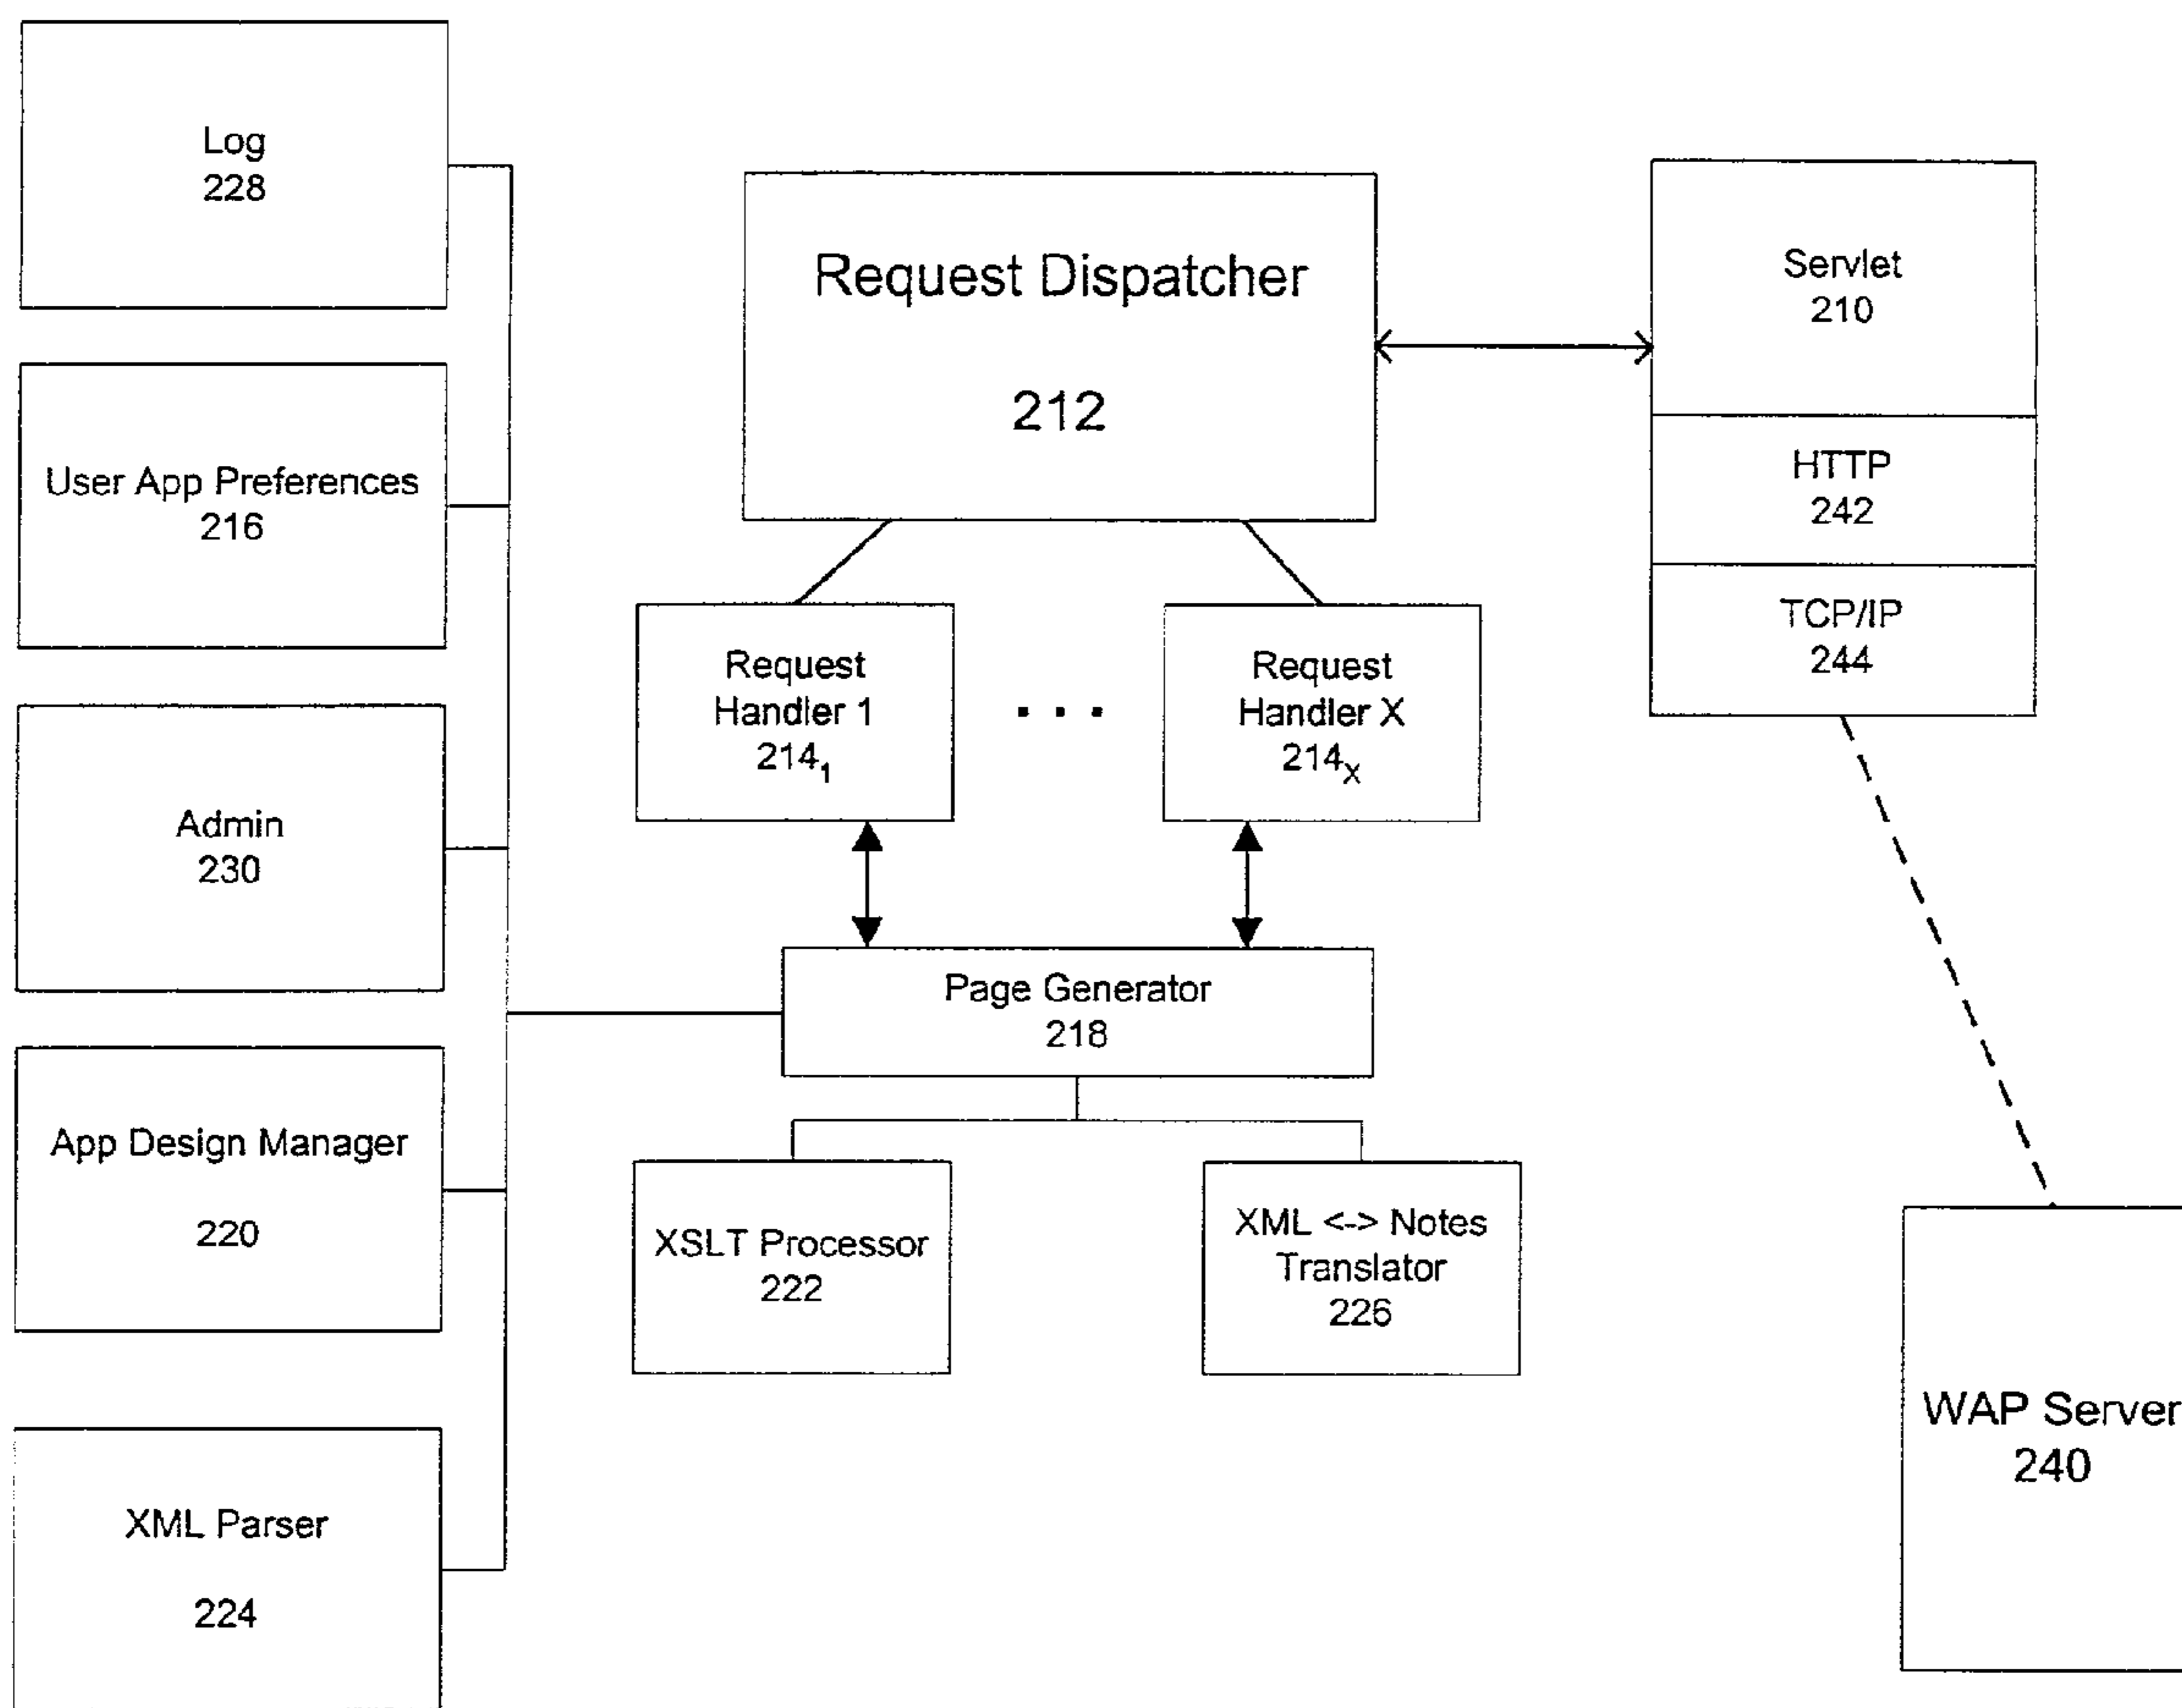 Log
228
User App Preferences
216
Admin
230
App Design Manager
220
XML Parser
224
Request Dispatcher
212
Request
Handler 1
214₁
. . .
Request
Handler X
214ₓ
Page Generator
218
XSLT Processor
222
XML <-> Notes
Translator
226
Servlet
210
HTTP
242
TCP/IP
244
WAP Server
240